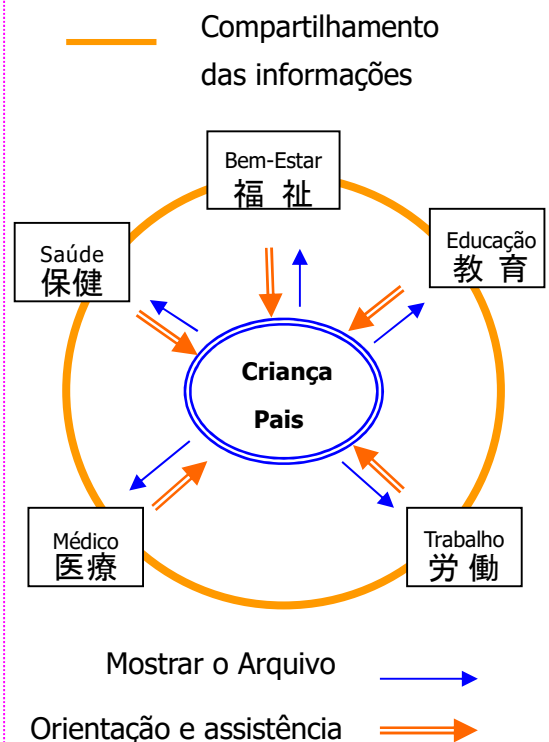 Compartilhamento
das informações
Bem-Estar
福 祉
Saúde
保健
Educação
教 育
Criança
Pais
Médico
医療
Trabalho
労 働
Mostrar o Arquivo
Orientação e assistência